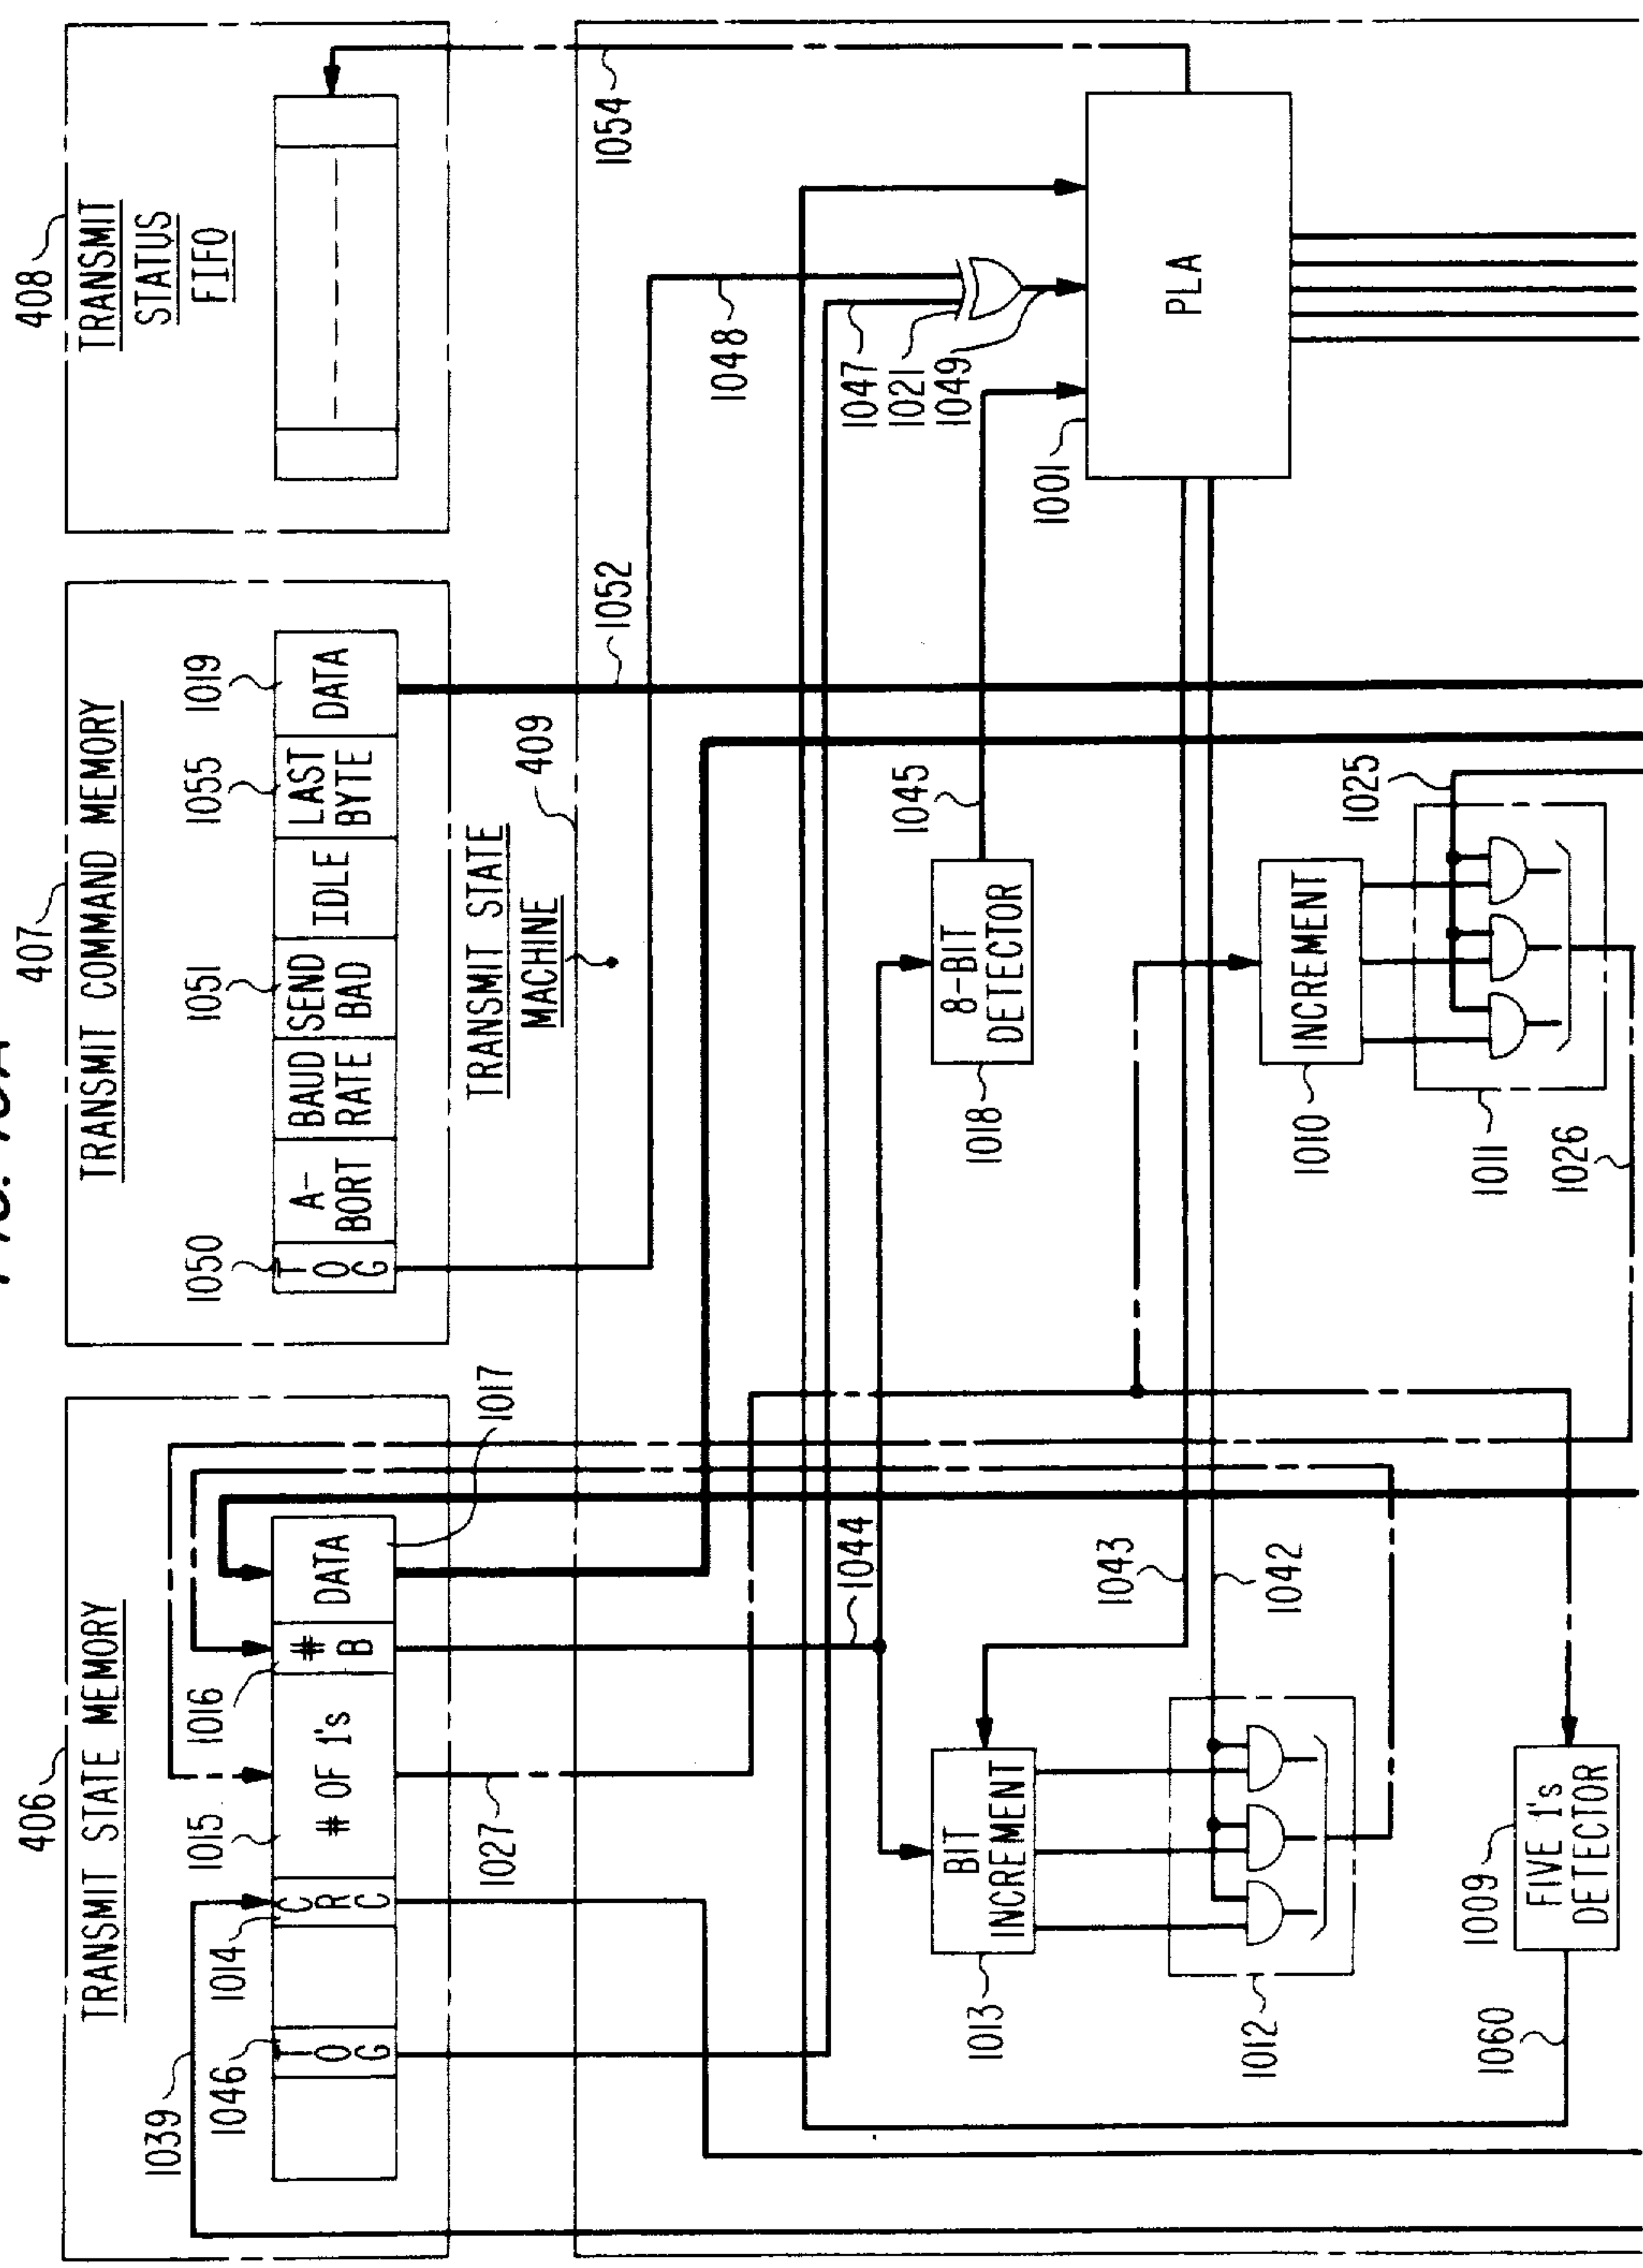 406
TRANSMIT STATE MEMORY
1039
1046
TOG
1014
CRC
1015
# OF 1's
1016
# B
DATA
1017
1027
1044
407
TRANSMIT COMMAND MEMORY
1050
TOG
A-
BORT
BAUD
RATE
1051
SEND
BAD
IDLE
1055
LAST
BYTE
1019
DATA
408
TRANSMIT
STATUS
FIFO
TRANSMIT STATE
MACHINE
409
1052
1054
1048
1047
1021
1049
1001
PLA
1045
8-BIT
DETECTOR
1018
BIT
INCREMENT
1013
1043
1042
1012
INCREMENT
1010
1025
1011
1026
1009
FIVE 1's
DETECTOR
1060